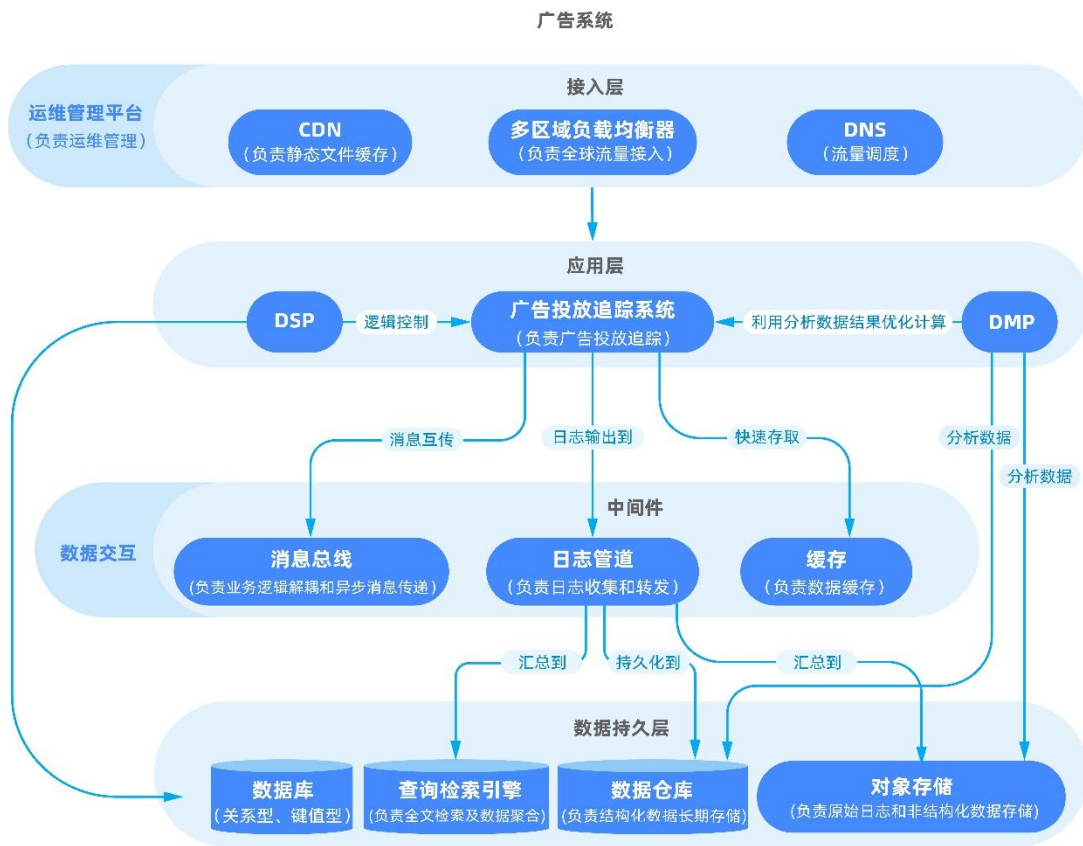 广告系统
接入层
运维管理平台
（负责运维管理）
CDN
（负责静态文件缓存）
多区域负载均衡器
（负责全球流量接入）
DNS
（流量调度）
应用层
DSP
逻辑控制
广告投放追踪系统
（负责广告投放追踪）
利用分析数据结果优化计算
DMP
消息互传
日志输出到
快速存取
分析数据
分析数据
中间件
数据交互
消息总线
（负责业务逻辑解耦和异步消息传递）
日志管道
（负责日志收集和转发）
缓存
（负责数据缓存）
汇总到
持久化到
汇总到
数据持久层
数据库
（关系型、键值型）
查询检索引擎
（负责全文检索及数据聚合）
数据仓库
（负责结构化数据长期存储）
对象存储
（负责原始日志和非结构化数据存储）